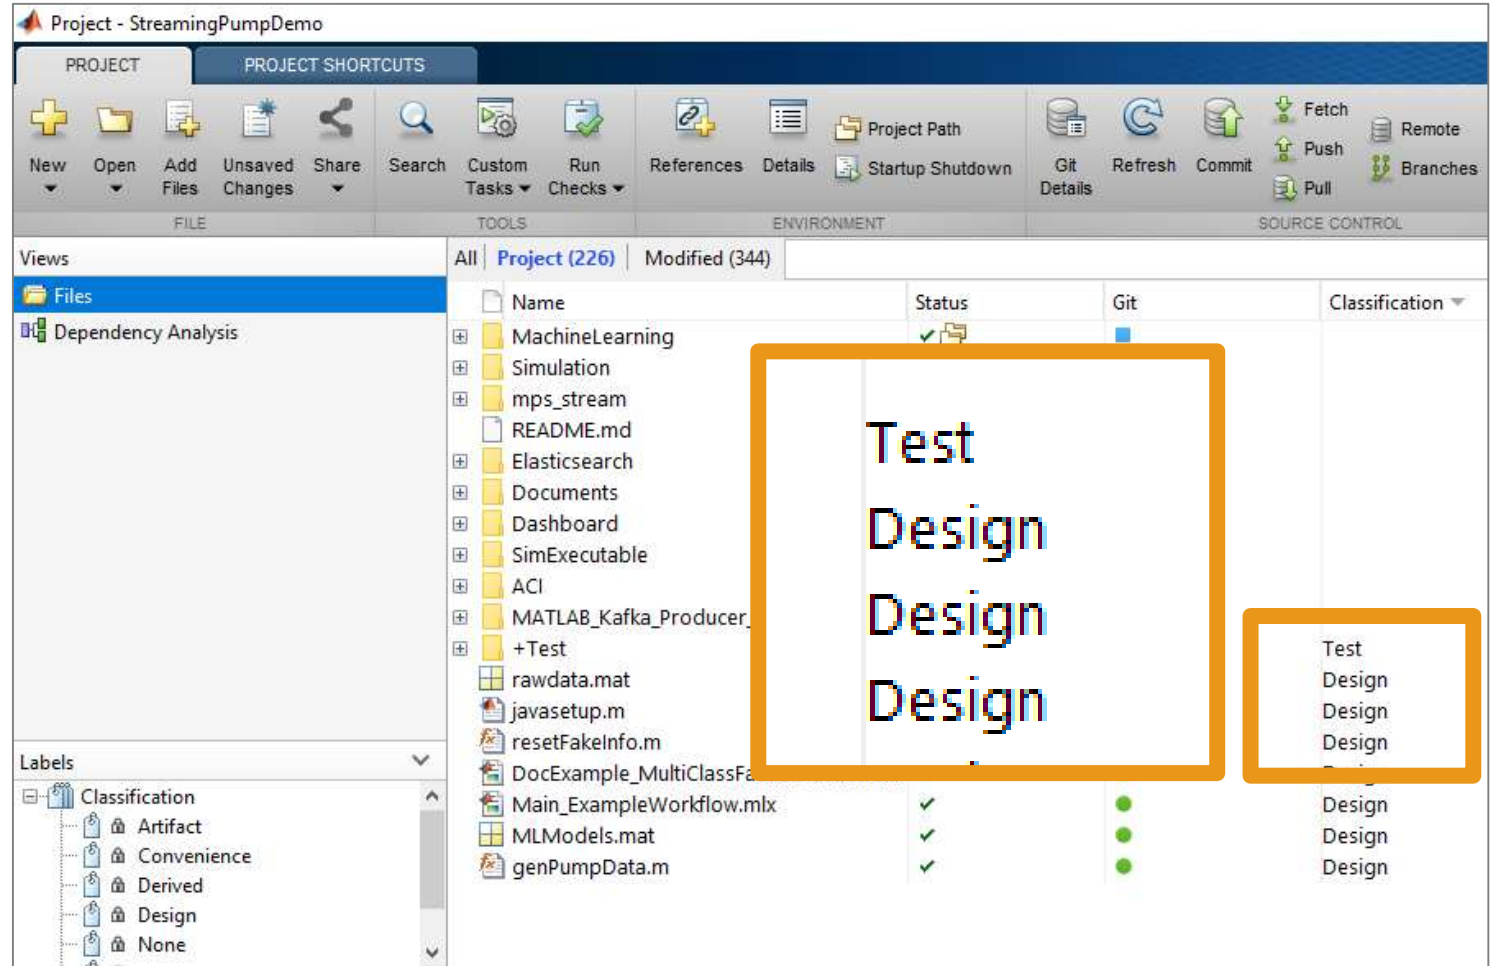 Project - StreamingPumpDemo
PROJECT PROJECT SHORTCUTS
New Open Add Files Unsaved Changes Share Search Custom Tasks Run Checks References Details Project Path Startup Shutdown Git Details Refresh Commit Fetch Push Pull Remote Branches
FILE TOOLS ENVIRONMENT SOURCE CONTROL
Views
Files
Dependency Analysis
All Project (226) Modified (344)
Name Status Git Classification
MachineLearning
Simulation
mps_stream
README.md
Elasticsearch
Documents
Dashboard
SimExecutable
ACI
MATLAB_Kafka_Producer_
+Test Test
rawdata.mat Design
javasetup.m Design
resetFakeInfo.m Design
DocExample_MultiClassFa
Main_ExampleWorkflow.mlx Design
MLModels.mat Design
genPumpData.m Design
Test
Design
Design
Design
Labels
Classification
Artifact
Convenience
Derived
Design
None